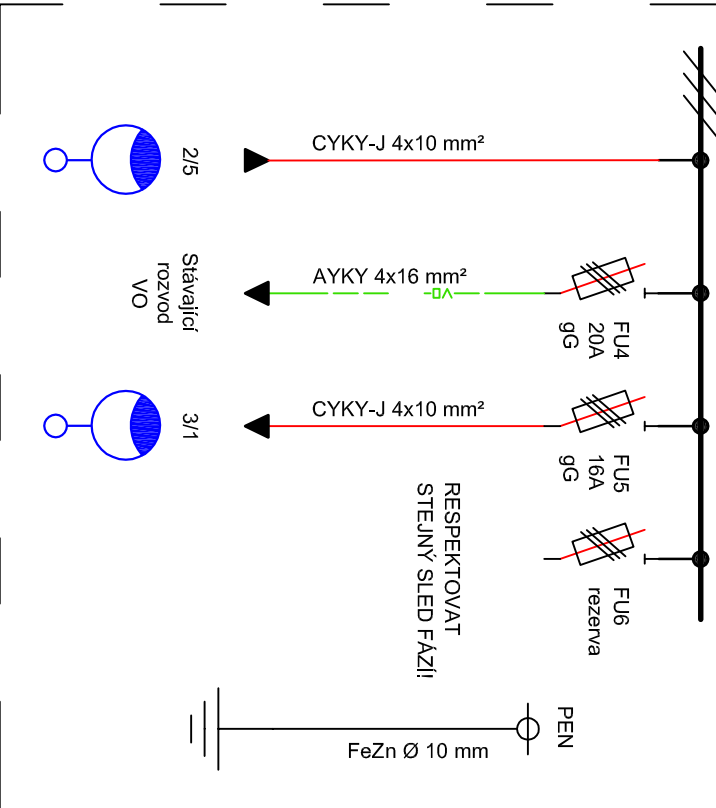 CYKY-J 4x10 mm²
2/5
AYKY 4x16 mm²
VO
Stávající
rozvod
VO
FU4
20A
gG
CYKY-J 4x10 mm²
3/1
FU5
16A
gG
RESPEKTOVAT
STEJNÝ SLED FÁZÍ!
FU6
rezerva
PEN
FeZn Ø 10 mm